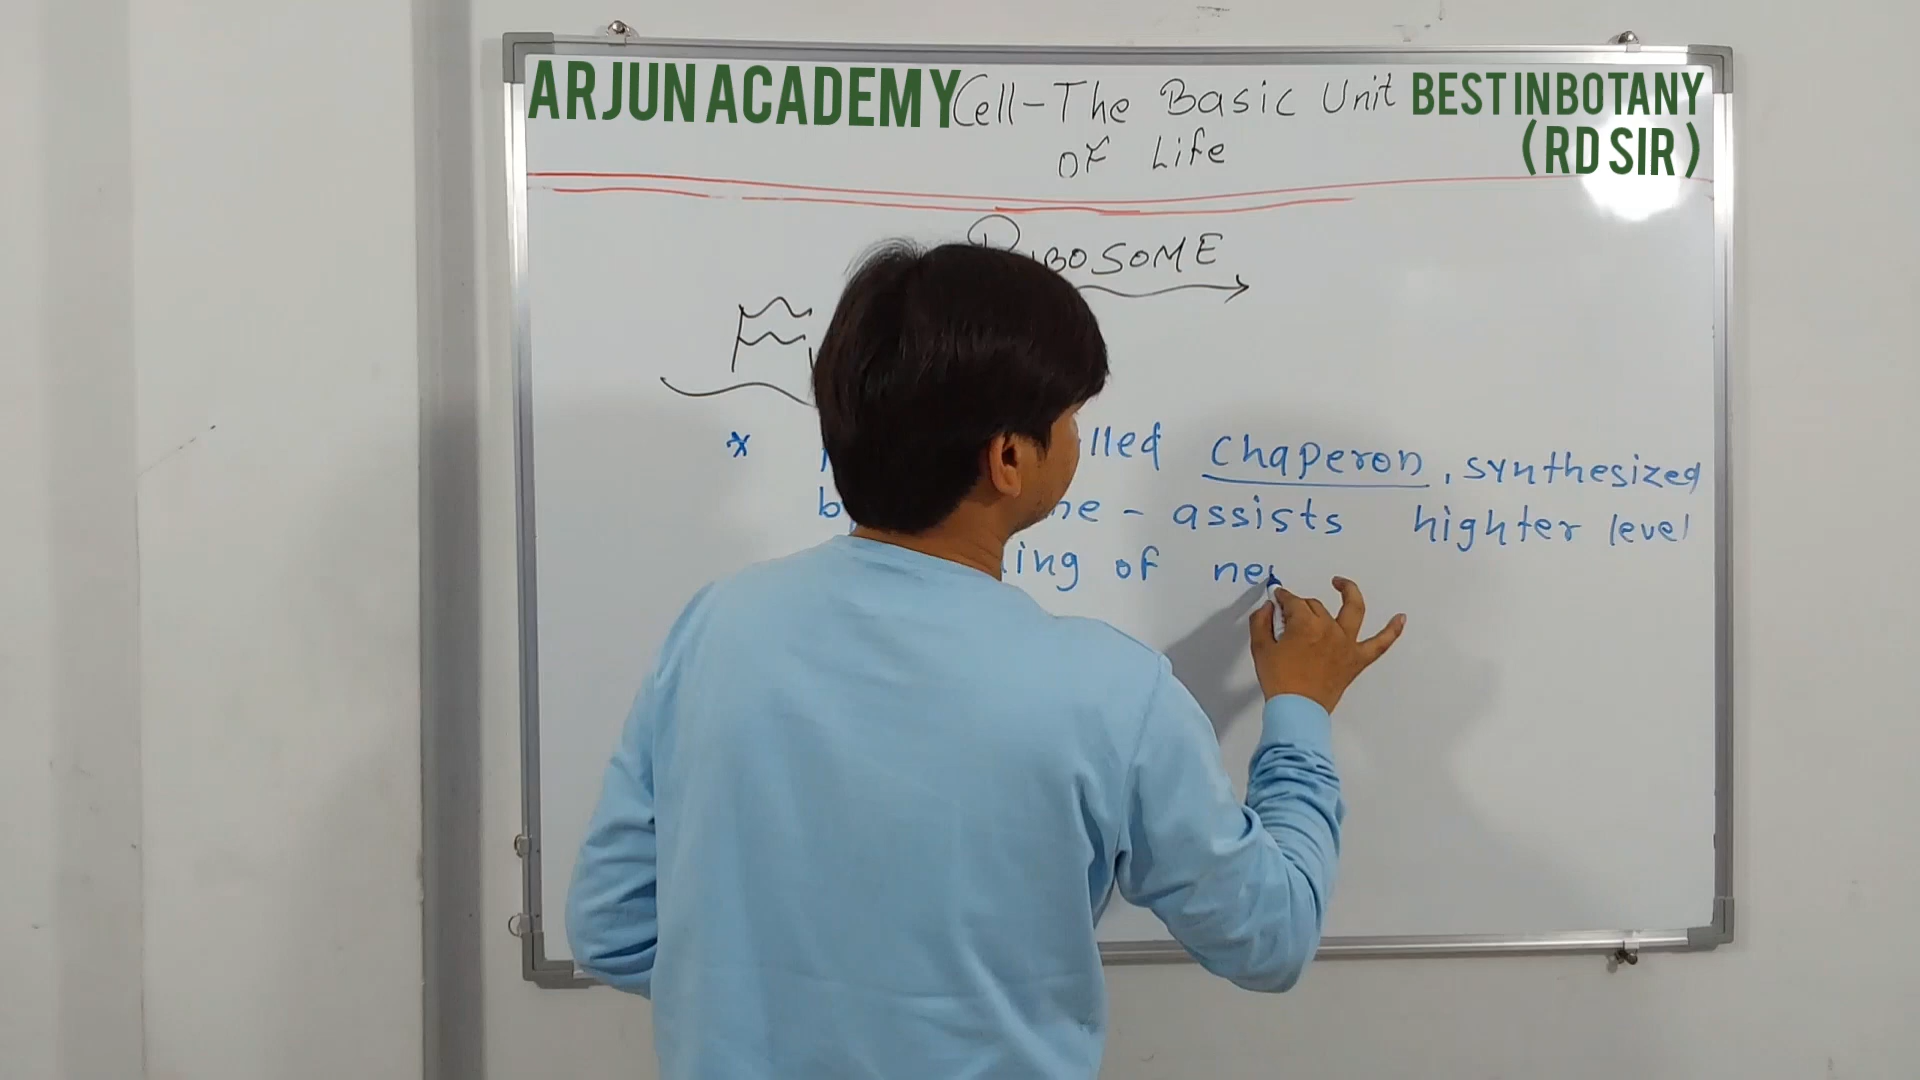 ARJUN ACADEMY Cell-The Basic Unit BEST IN BOTANY
of Life (RD SIR)
RIBOSOME
* lled Chaperon, synthesized
by ne - assists highter level
ing of ne